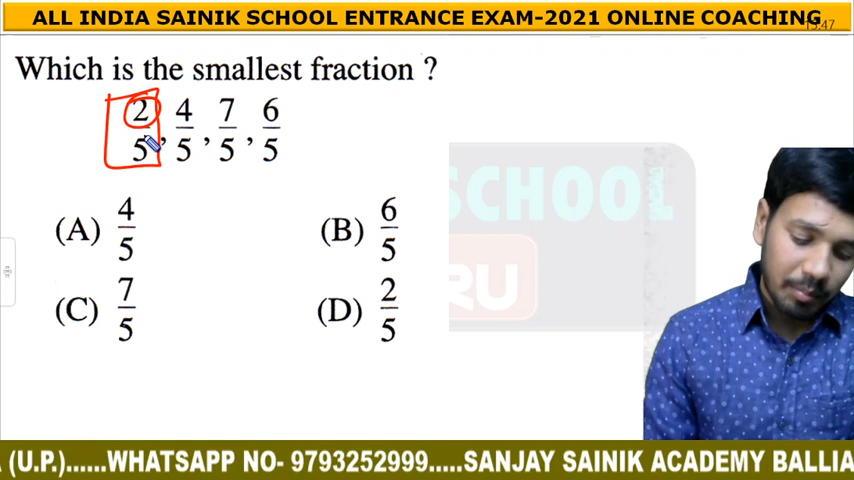 ALL INDIA SAINIK SCHOOL ENTRANCE EXAM-2021 ONLINE COACHING
Which is the smallest fraction ?
2/5, 4/5, 7/5, 6/5
(A) 4/5 (B) 6/5
(C) 7/5 (D) 2/5
SCHOOL
RU
(U.P.)......WHATSAPP NO- 9793252999.....SANJAY SAINIK ACADEMY BALLIA